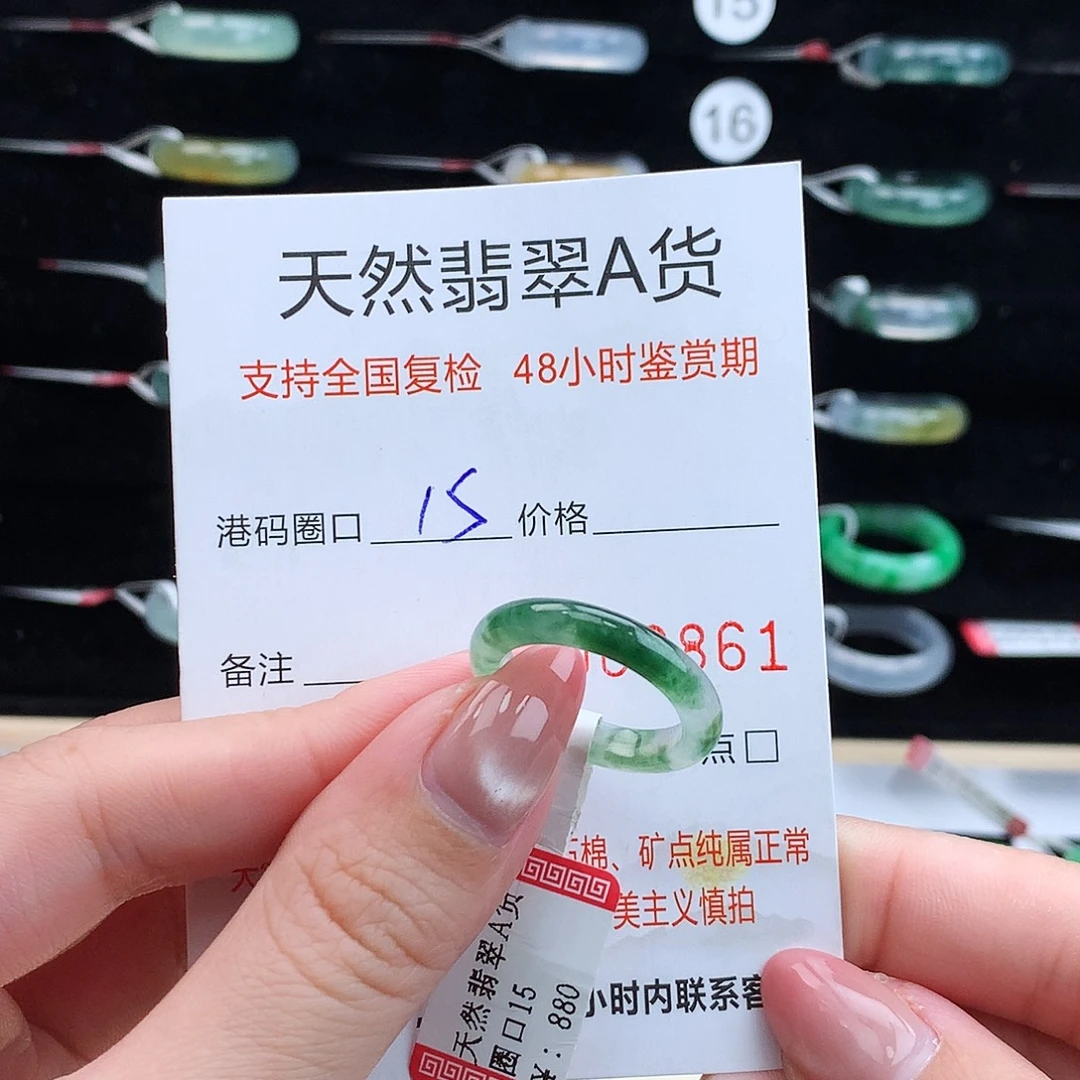 15
16
天然翡翠A货
支持全国复检 48小时鉴赏期
港码圈口 15 价格
备注 861
点□
棉、矿点纯属正常
美主义慎拍
小时内联系客
天然翡翠A货
圈口15
¥：880